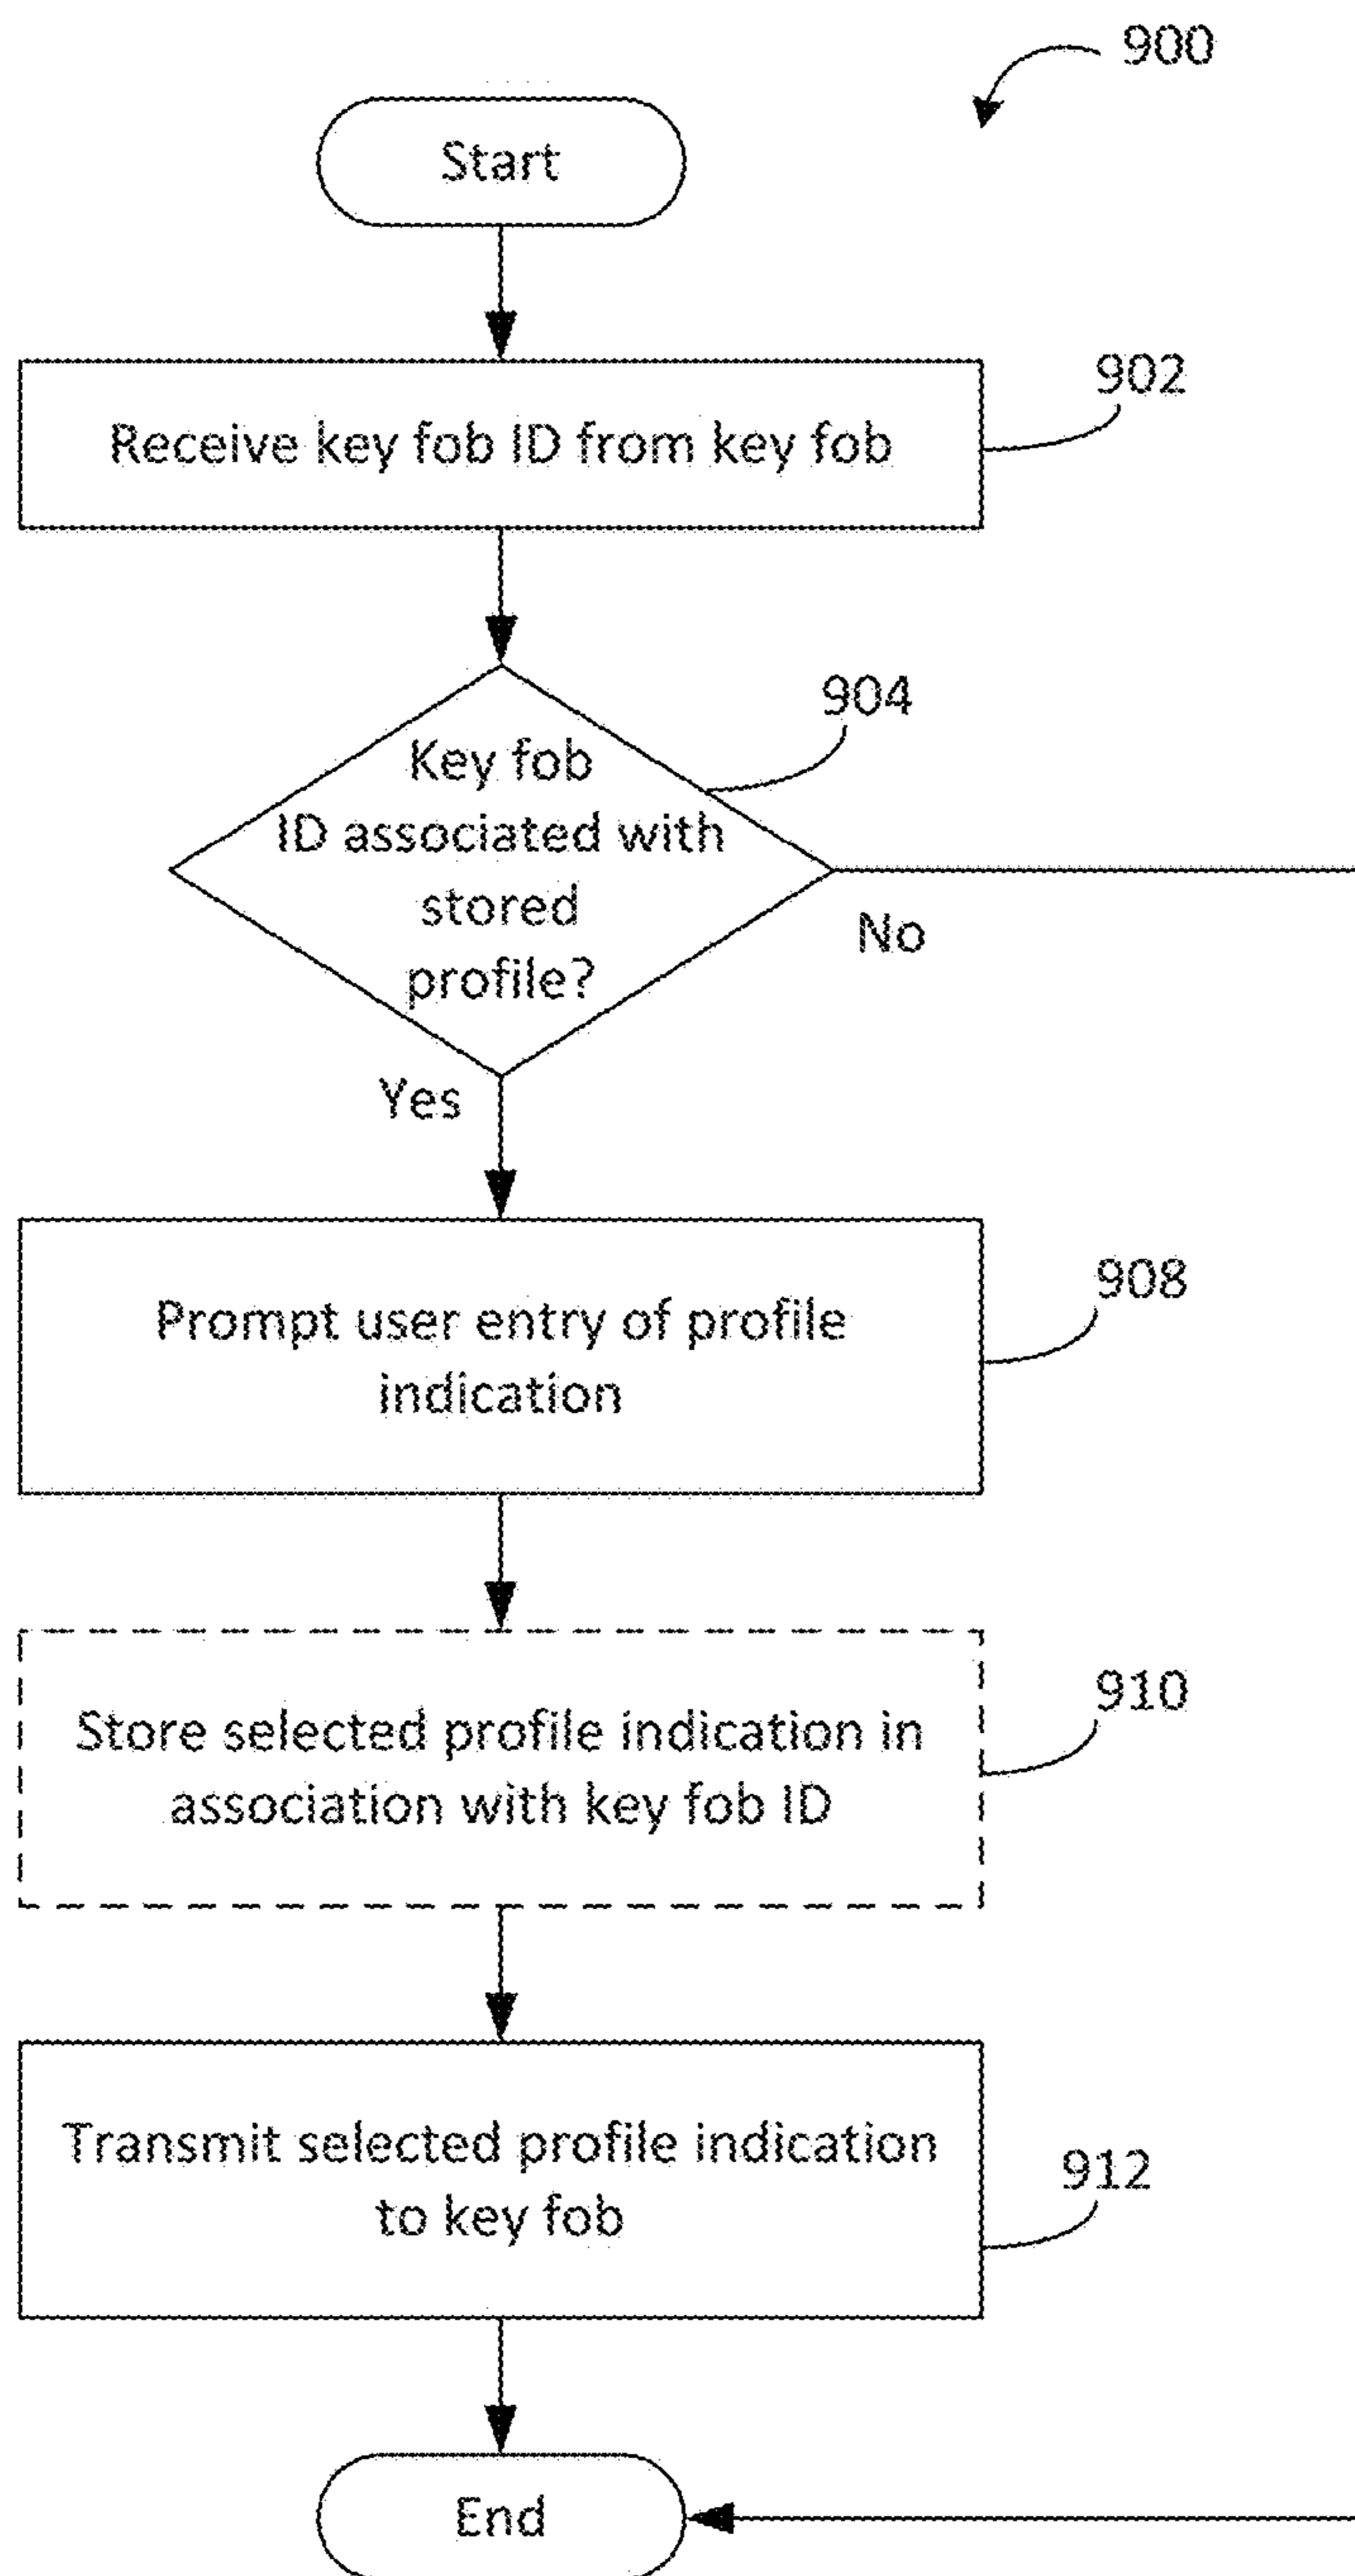 900
Start
902
Receive key fob ID from key fob
904
Key fob
ID associated with
stored
profile?
No
Yes
908
Prompt user entry of profile
indication
910
Store selected profile indication in
association with key fob ID
Transmit selected profile indication
912
to key fob
End